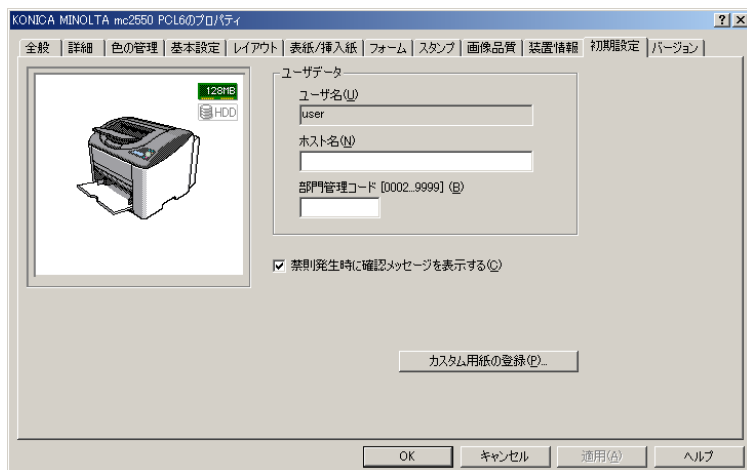 KONICA MINOLTA mc2550 PCL6のプロパティ
? ×
全般 詳細 色の管理 基本設定 レイアウト 表紙/挿入紙 フォーム スタンプ 画像品質 装置情報 初期設定 バージョン
128MB
HDD
ユーザデータ
ユーザ名(U)
user
ホスト名(N)
部門管理コード [0002...9999] (B)
禁則発生時に確認メッセージを表示する(C)
カスタム用紙の登録(P)...
OK キャンセル 適用(A) ヘルプ